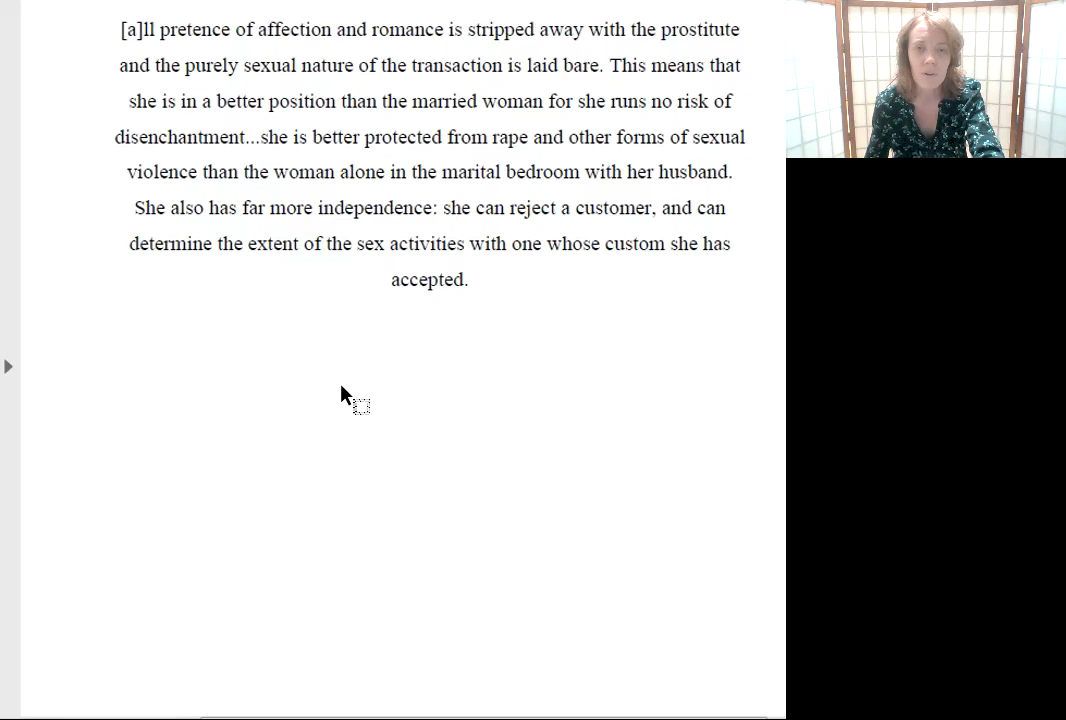 [a]ll pretence of affection and romance is stripped away with the prostitute
and the purely sexual nature of the transaction is laid bare. This means that
she is in a better position than the married woman for she runs no risk of
disenchantment...she is better protected from rape and other forms of sexual
violence than the woman alone in the marital bedroom with her husband.
She also has far more independence: she can reject a customer, and can
determine the extent of the sex activities with one whose custom she has
accepted.